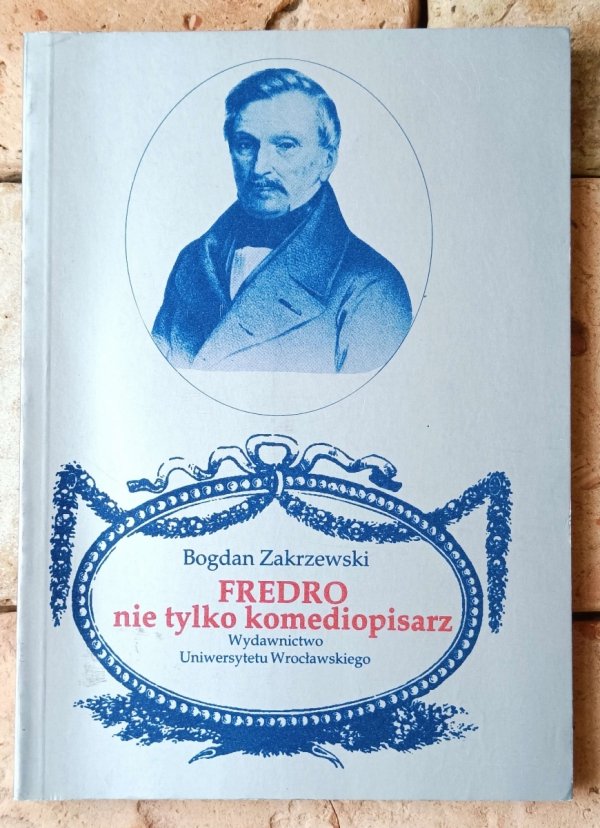 Bogdan Zakrzewski
FREDRO
nie tylko komediopisarz
Wydawnictwo
Uniwersytetu Wrocławskiego